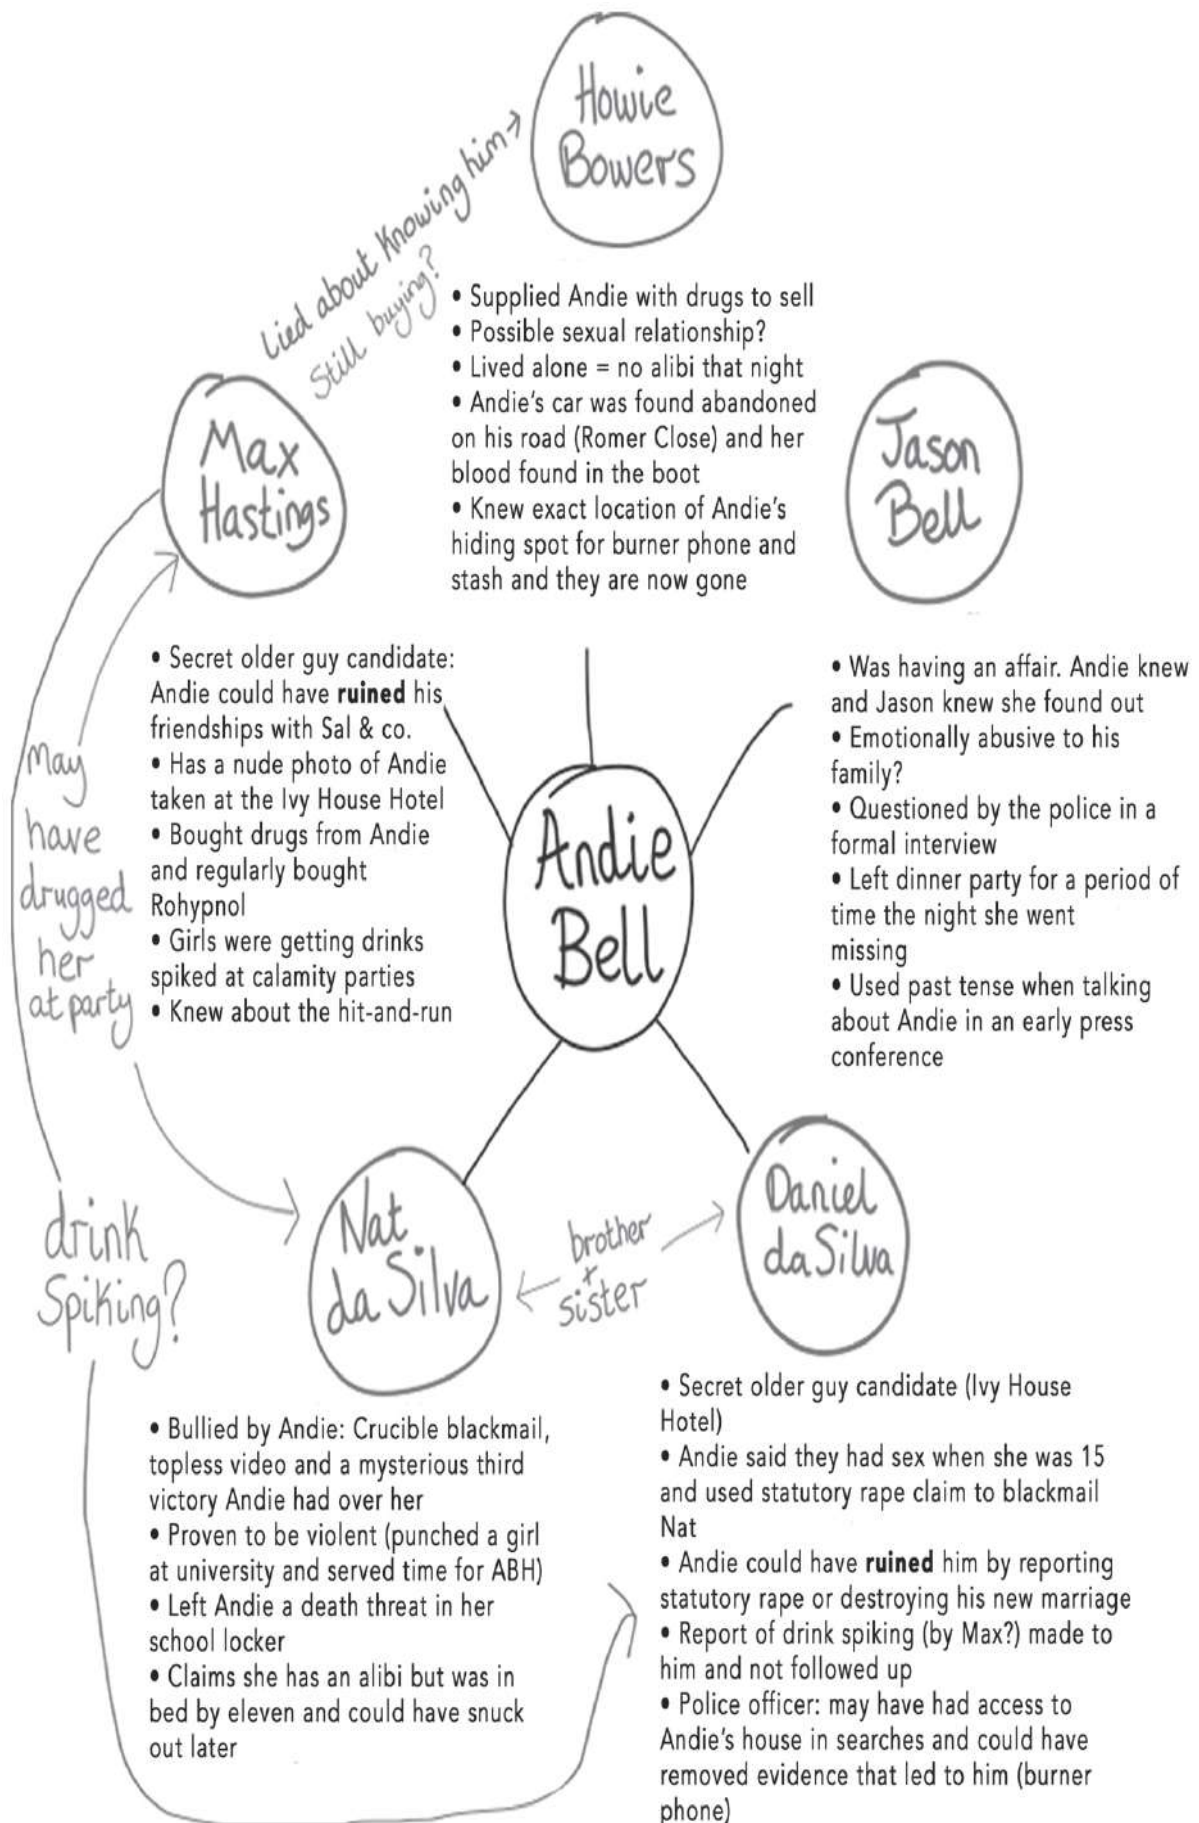 Howie
Bowers
Lied about knowing him
Still buying?
• Supplied Andie with drugs to sell
• Possible sexual relationship?
• Lived alone = no alibi that night
• Andie's car was found abandoned
on his road (Romer Close) and her
blood found in the boot
• Knew exact location of Andie's
hiding spot for burner phone and
stash and they are now gone
Max
Hastings
Jason
Bell
• Secret older guy candidate:
Andie could have ruined his
friendships with Sal & co.
• Has a nude photo of Andie
taken at the Ivy House Hotel
• Bought drugs from Andie
and regularly bought
Rohypnol
• Girls were getting drinks
spiked at calamity parties
• Knew about the hit-and-run
• Was having an affair. Andie knew
and Jason knew she found out
• Emotionally abusive to his
family?
• Questioned by the police in a
formal interview
• Left dinner party for a period of
time the night she went
missing
• Used past tense when talking
about Andie in an early press
conference
may
have
drugged
her
at party
Andie
Bell
drink
Spiking?
Nat
da Silva
brother
+
sister
Daniel
da Silva
• Bullied by Andie: Crucible blackmail,
topless video and a mysterious third
victory Andie had over her
• Proven to be violent (punched a girl
at university and served time for ABH)
• Left Andie a death threat in her
school locker
• Claims she has an alibi but was in
bed by eleven and could have snuck
out later
• Secret older guy candidate (Ivy House
Hotel)
• Andie said they had sex when she was 15
and used statutory rape claim to blackmail
Nat
• Andie could have ruined him by reporting
statutory rape or destroying his new marriage
• Report of drink spiking (by Max?) made to
him and not followed up
• Police officer: may have had access to
Andie's house in searches and could have
removed evidence that led to him (burner
phone)